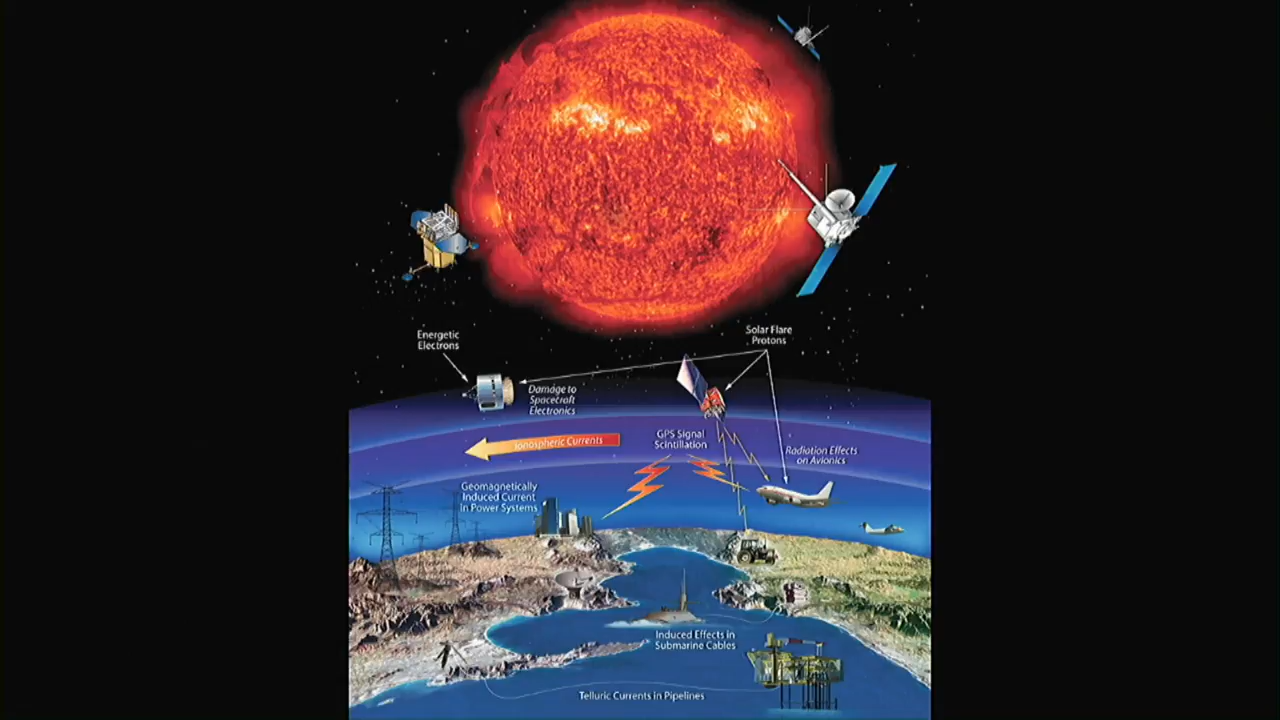 Energetic
Electrons
Solar Flare
Protons
Damage to
Spacecraft
Electronics
Ionospheric Currents
GPS Signal
Scintillation
Radiation Effects
on Avionics
Geomagnetically
Induced Current
in Power Systems
Induced Effects in
Submarine Cables
Telluric Currents in Pipelines